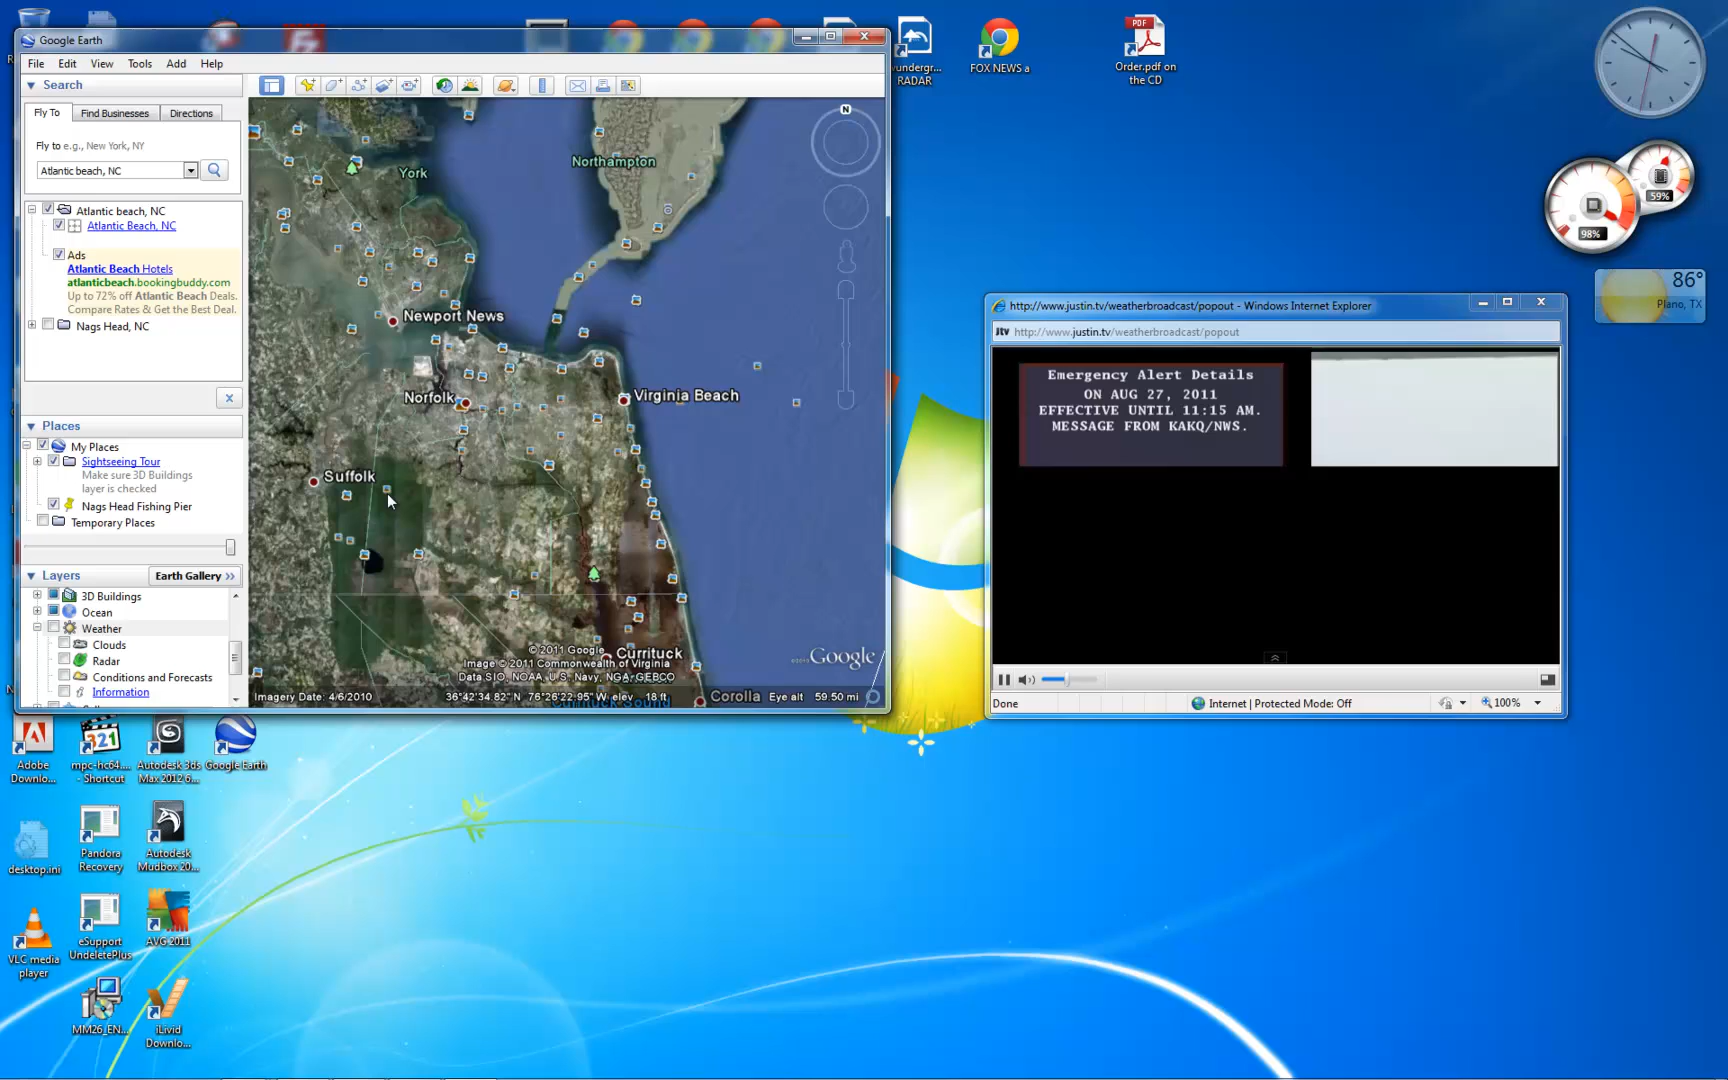 Google Earth
File Edit View Tools Add Help
Search
Fly To Find Businesses Directions
Fly to e.g., New York, NY
Atlantic beach, NC
Atlantic beach, NC
Atlantic Beach, NC
Ads
Atlantic Beach Hotels
atlanticbeach.bookingbuddy.com
Up to 72% off Atlantic Beach Deals.
Compare Rates & Get the Best Deal.
Nags Head, NC
Places
My Places
Sightseeing Tour
Make sure 3D Buildings
layer is checked
Nags Head Fishing Pier
Temporary Places
Layers
Earth Gallery >>
3D Buildings
Ocean
Weather
Clouds
Radar
Conditions and Forecasts
Information
N
Northampton
York
Newport News
Norfolk
Virginia Beach
Suffolk
Currituck
Corolla
© 2011 Google
Image © 2011 Commonwealth of Virginia
Data SIO, NOAA, U.S. Navy, NGA, GEBCO
©2010 Google
Imagery Date: 4/6/2010
36°42'34.82" N 76°26'22.95" W elev 18 ft
Eye alt 59.50 mi
wundergr...
RADAR
FOX NEWS a
PDF
Order.pdf on
the CD
59%
98%
86°
Plano, TX
http://www.justin.tv/weatherbroadcast/popout - Windows Internet Explorer
jtv http://www.justin.tv/weatherbroadcast/popout
Emergency Alert Details
ON AUG 27, 2011
EFFECTIVE UNTIL 11:15 AM.
MESSAGE FROM KAKQ/NWS.
Done
Internet | Protected Mode: Off
100%
Adobe
Downlo...
321
mpc-hc64....
- Shortcut
Autodesk 3ds
Max 2012 6...
Google Earth
desktop.ini
Pandora
Recovery
Autodesk
Mudbox 20...
VLC media
player
eSupport
UndeletePlus
AVG 2011
MM26_EN...
iLivid
Downlo...